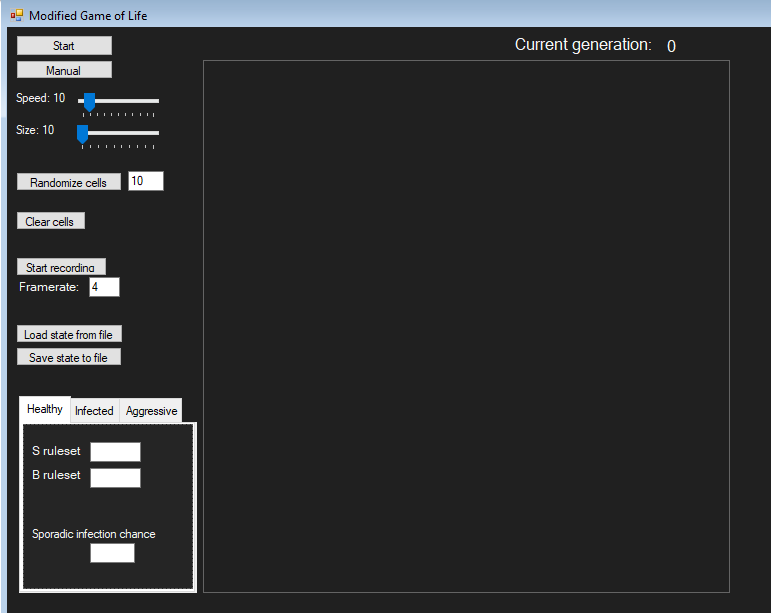 Modified Game of Life
Start
Current generation: 0
Manual
Speed: 10
Size: 10
Randomize cells 10
Clear cells
Start recording
Framerate: 4
Load state from file
Save state to file
Healthy Infected Aggressive
S ruleset
B ruleset
Sporadic infection chance